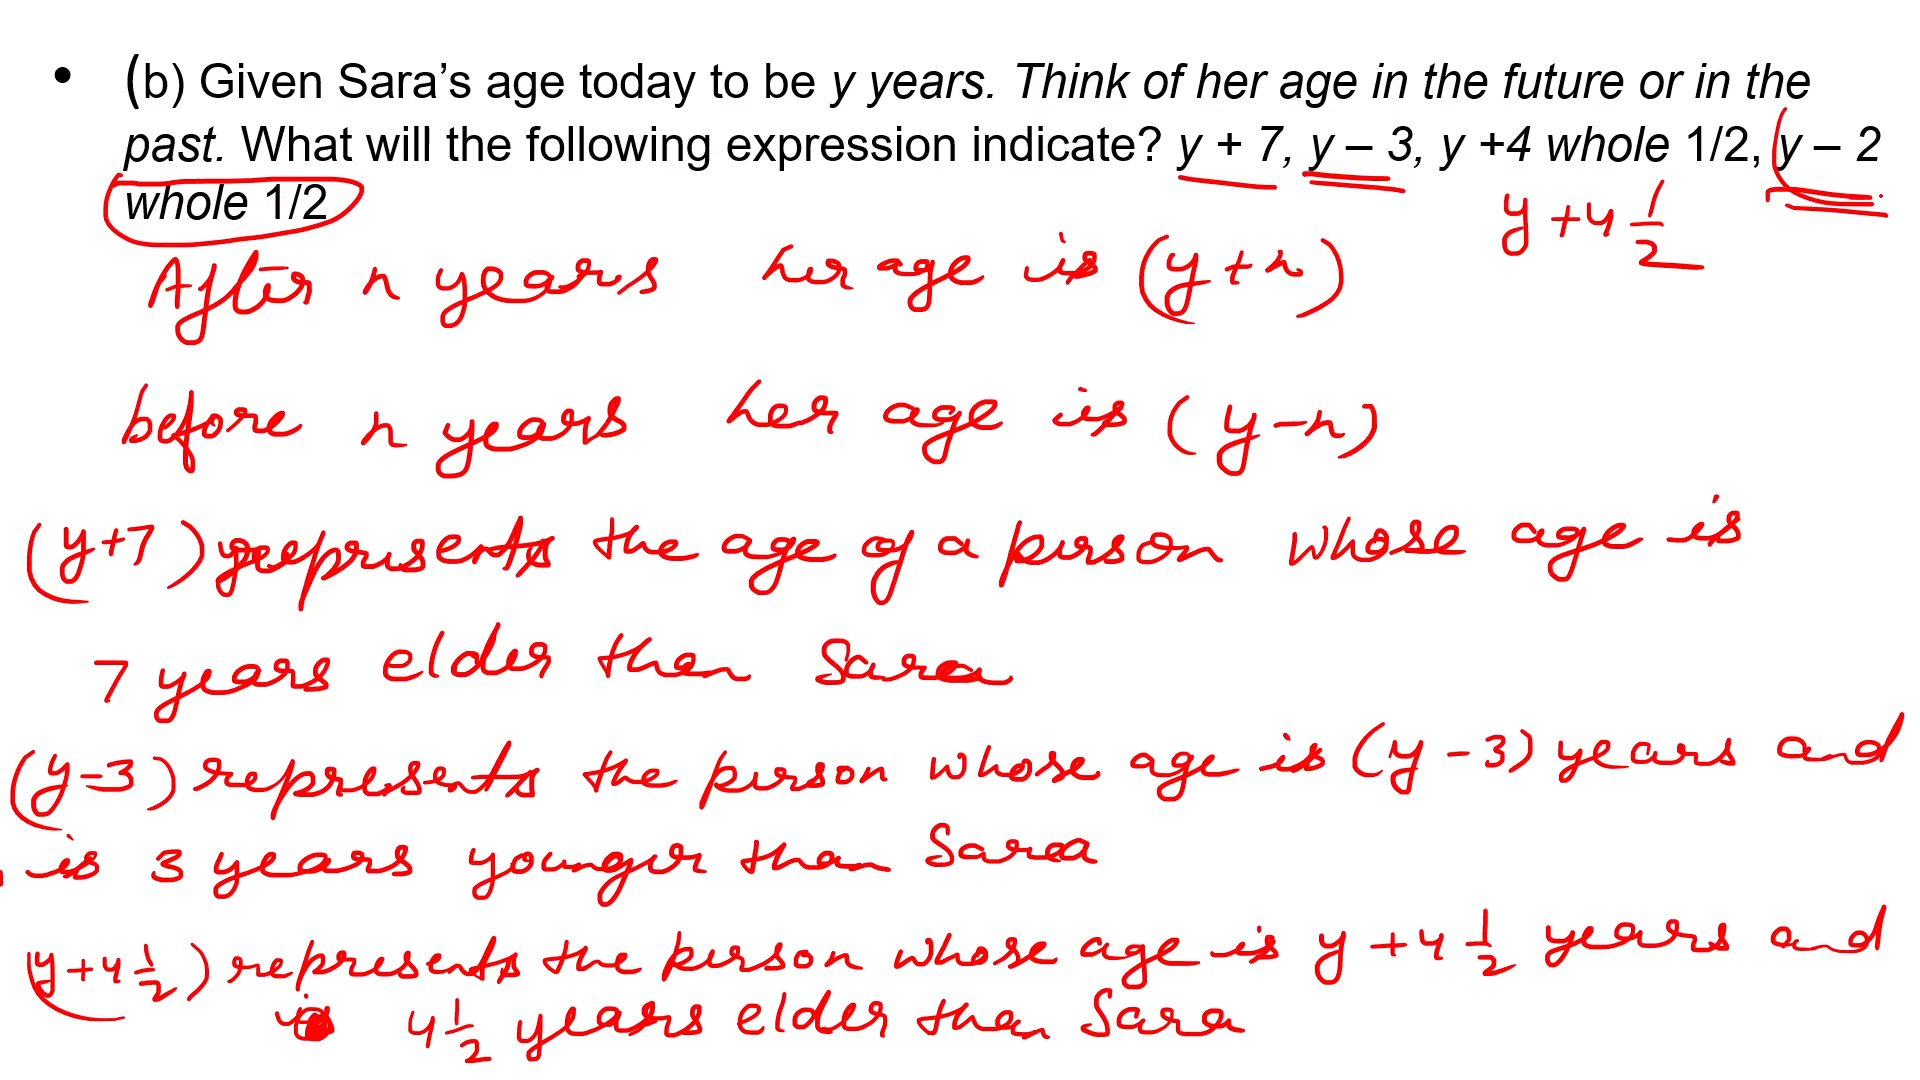 • (b) Given Sara’s age today to be y years. Think of her age in the future or in the
past. What will the following expression indicate? y + 7, y – 3, y +4 whole 1/2, y – 2
whole 1/2
y + 4 1/2
After n years her age is (y + n)
before n years her age is (y - n)
(y+7) represents the age of a person whose age is
7 years elder than Sara
(y-3) represents the person whose age is (y - 3) years and
is 3 years younger than Sara
(y+4 1/2) represents the person whose age is y + 4 1/2 years and
is 4 1/2 years elder than Sara